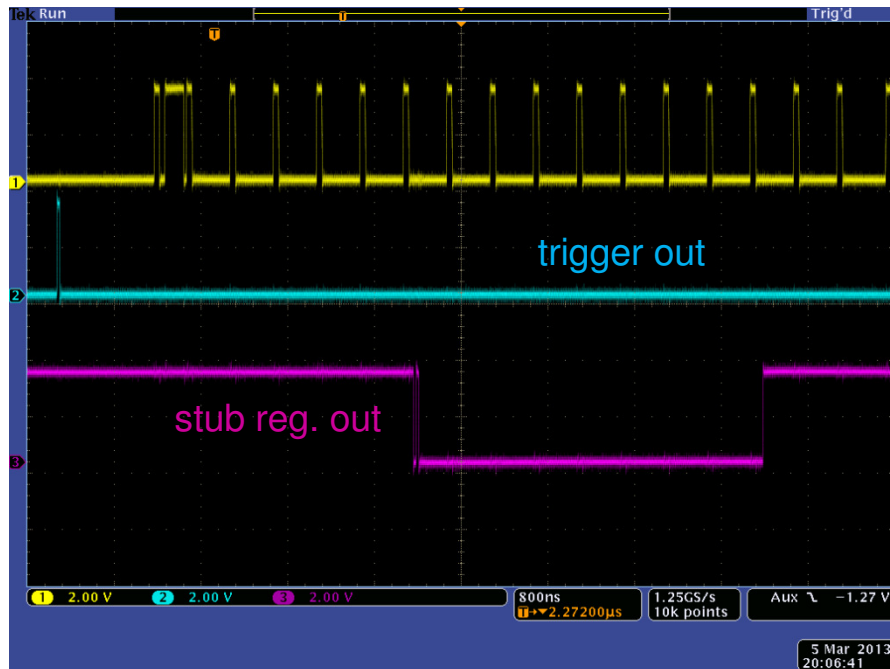 Tek Run Trig'd
T
T
1
trigger out
2
stub reg. out
3
1 2.00 V 2 2.00 V 3 2.00 V 800ns 1.25GS/s Aux -1.27 V
T→▼2.27200µs 10k points
5 Mar 2013
20:06:41